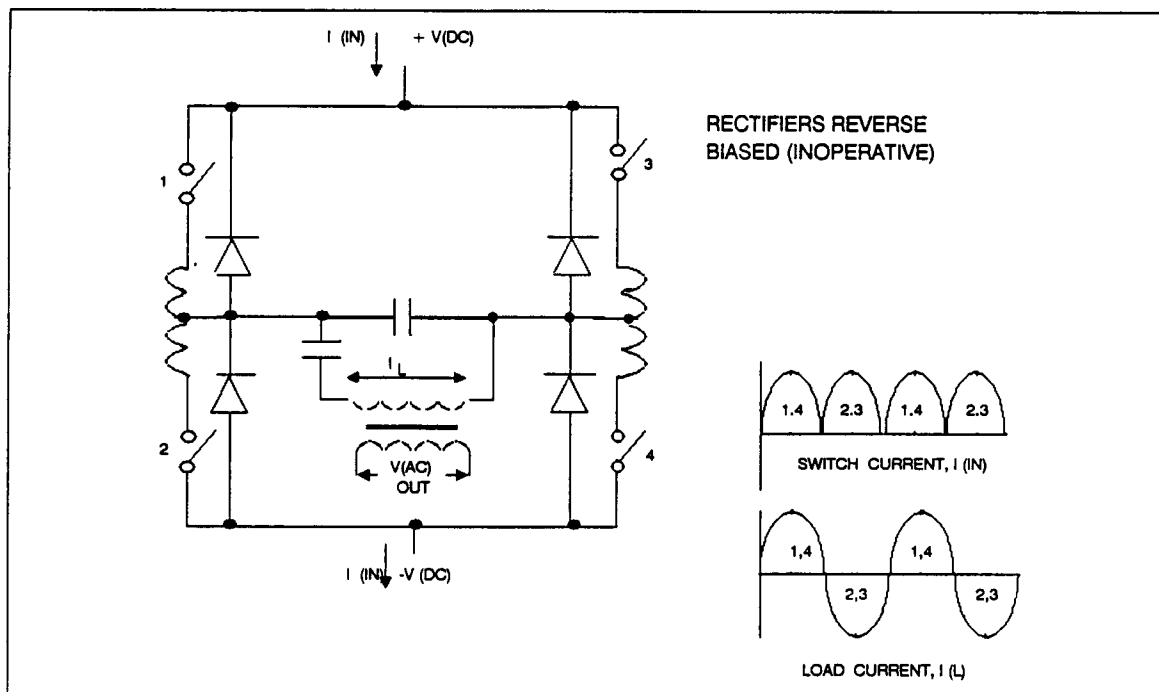 I (IN)
+ V(DC)
RECTIFIERS REVERSE
BIASED (INOPERATIVE)
1
3
I L
2
4
V(AC)
OUT
I (IN)
-V (DC)
1.4
2.3
1.4
2.3
SWITCH CURRENT, I (IN)
1,4
1,4
2,3
2,3
LOAD CURRENT, I (L)